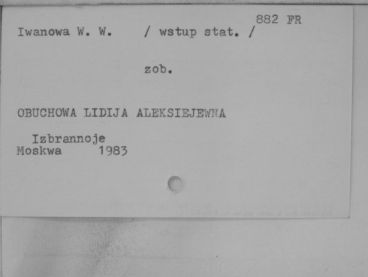 882 FR
Iwanowa W. W. / wstup stat. /
zob.
OBUCHOWA LIDIJA ALEKSIEJEWNA
Izbrannoje
Moskwa 1983